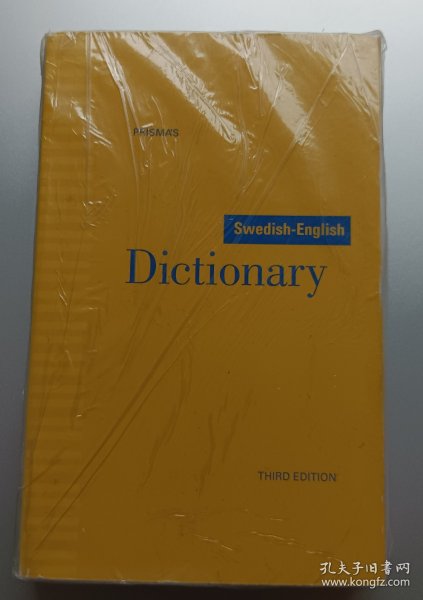 PRISMA'S
Swedish-English
Dictionary
THIRD EDITION
孔夫子旧书网
www.kongfz.com